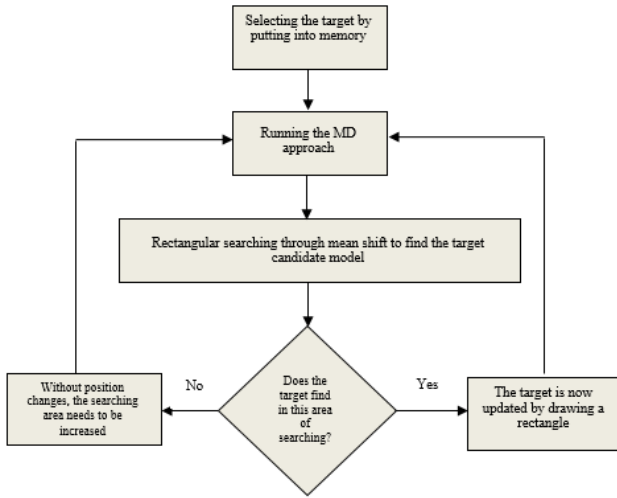 Selecting the target by
putting into memory
Running the MD
approach
Rectangular searching through mean shift to find the target
candidate model
Does the
target find
in this area
of
searching?
No
Yes
Without position
changes, the searching
area needs to be
increased
The target is now
updated by drawing a
rectangle